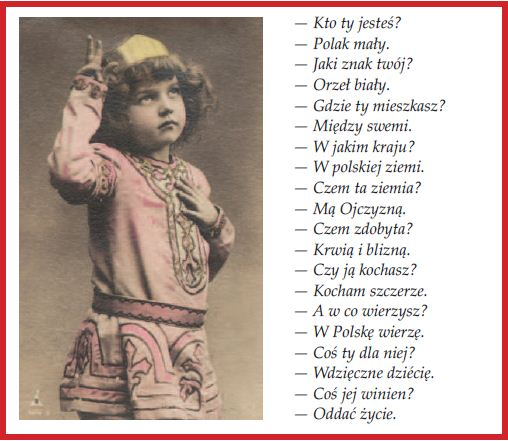 — Kto ty jesteś?
— Polak mały.
— Jaki znak twój?
— Orzeł biały.
— Gdzie ty mieszkasz?
— Między swemi.
— W jakim kraju?
— W polskiej ziemi.
— Czem ta ziemia?
— Mą Ojczyzną.
— Czem zdobyta?
— Krwią i blizną.
— Czy ją kochasz?
— Kocham szczerze.
— A w co wierzysz?
— W Polskę wierzę.
— Coś ty dla niej?
— Wdzięczne dziécię.
— Coś jej winien?
— Oddać życie.